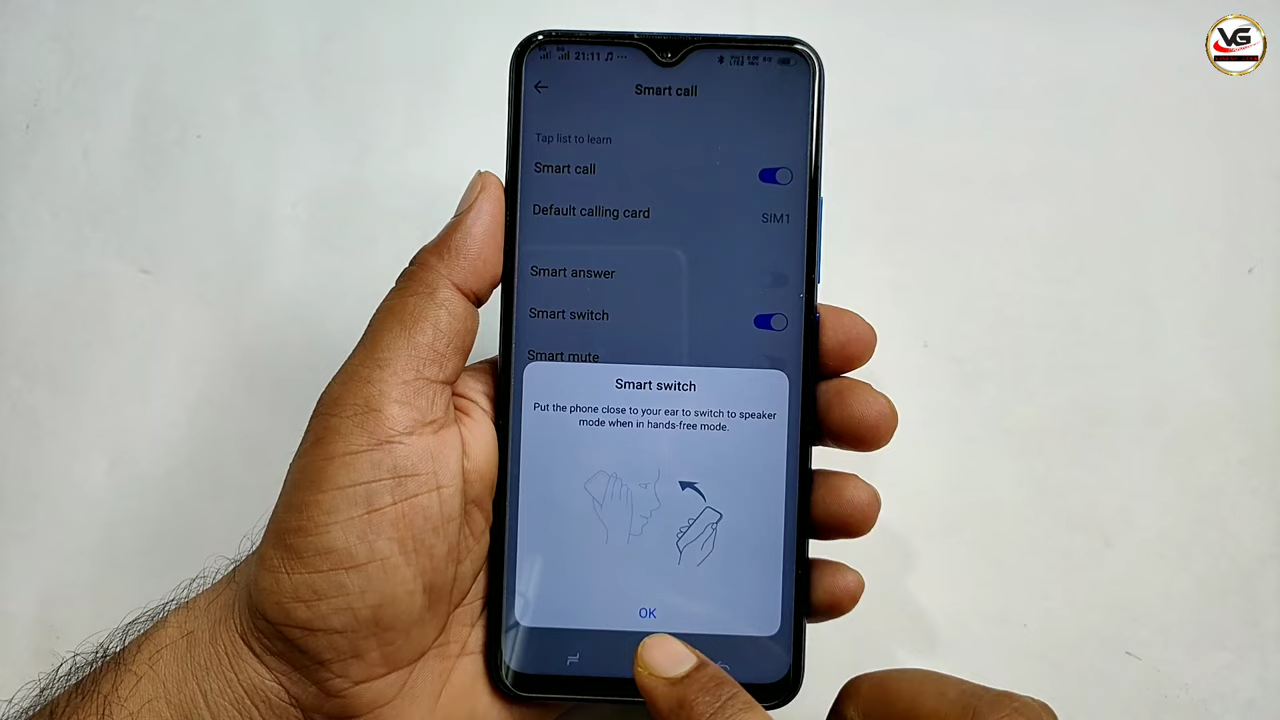 VG
21:11
Smart call
Tap list to learn
Smart call
Default calling card
SIM1
Smart answer
Smart switch
Smart mute
Smart switch
Put the phone close to your ear to switch to speaker
mode when in hands-free mode.
OK